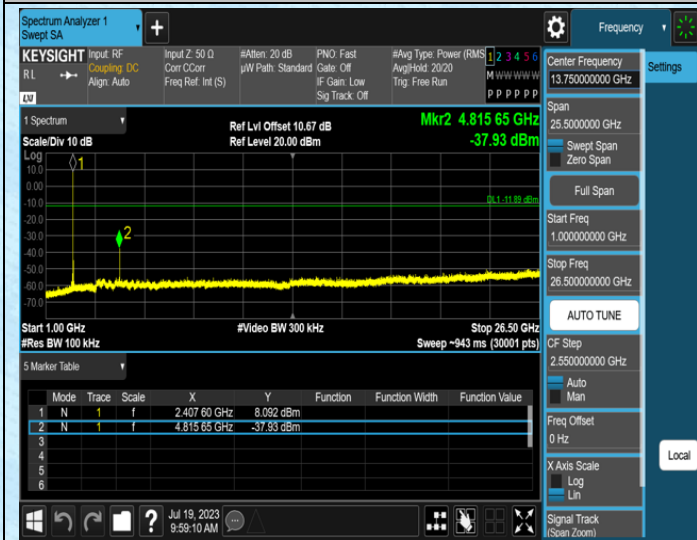 Spectrum Analyzer 1
Swept SA
Frequency
KEYSIGHT
RL
LXI
Input: RF
Coupling: DC
Align: Auto
Input Z: 50 Ω
Corr CCorr
Freq Ref: Int (S)
#Atten: 20 dB
µW Path: Standard
PNO: Fast
Gate: Off
IF Gain: Low
Sig Track: Off
#Avg Type: Power (RMS
Avg|Hold: 20/20
Trig: Free Run
1 2 3 4 5 6
M W W W W W
P P P P P P
1 Spectrum
Scale/Div 10 dB
Ref Lvl Offset 10.67 dB
Ref Level 20.00 dBm
Mkr2 4.815 65 GHz
-37.93 dBm
Log
10.0
0.00
-10.0
-20.0
-30.0
-40.0
-50.0
-60.0
-70.0
1
2
DL1 -11.89 dBm
Start 1.00 GHz
#Res BW 100 kHz
#Video BW 300 kHz
Stop 26.50 GHz
Sweep ~943 ms (30001 pts)
5 Marker Table
Mode Trace Scale X Y Function Function Width Function Value
1 N 1 f 2.407 60 GHz 8.092 dBm
2 N 1 f 4.815 65 GHz -37.93 dBm
3
4
5
6
Jul 19, 2023
9:59:10 AM
Center Frequency
13.750000000 GHz
Span
25.5000000 GHz
Swept Span
Zero Span
Full Span
Start Freq
1.000000000 GHz
Stop Freq
26.500000000 GHz
AUTO TUNE
CF Step
2.550000000 GHz
Auto
Man
Freq Offset
0 Hz
X Axis Scale
Log
Lin
Signal Track
(Span Zoom)
Settings
Local